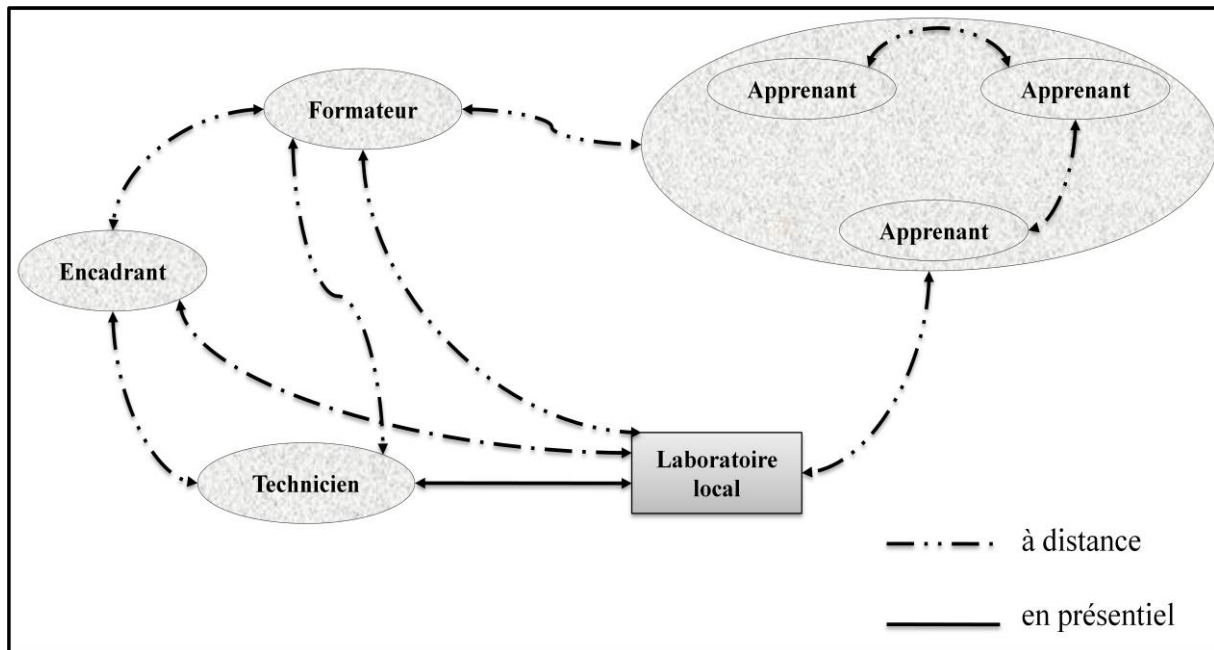 Apprenant
Apprenant
Formateur
Apprenant
Encadrant
Technicien
Laboratoire
local
à distance
en présentiel